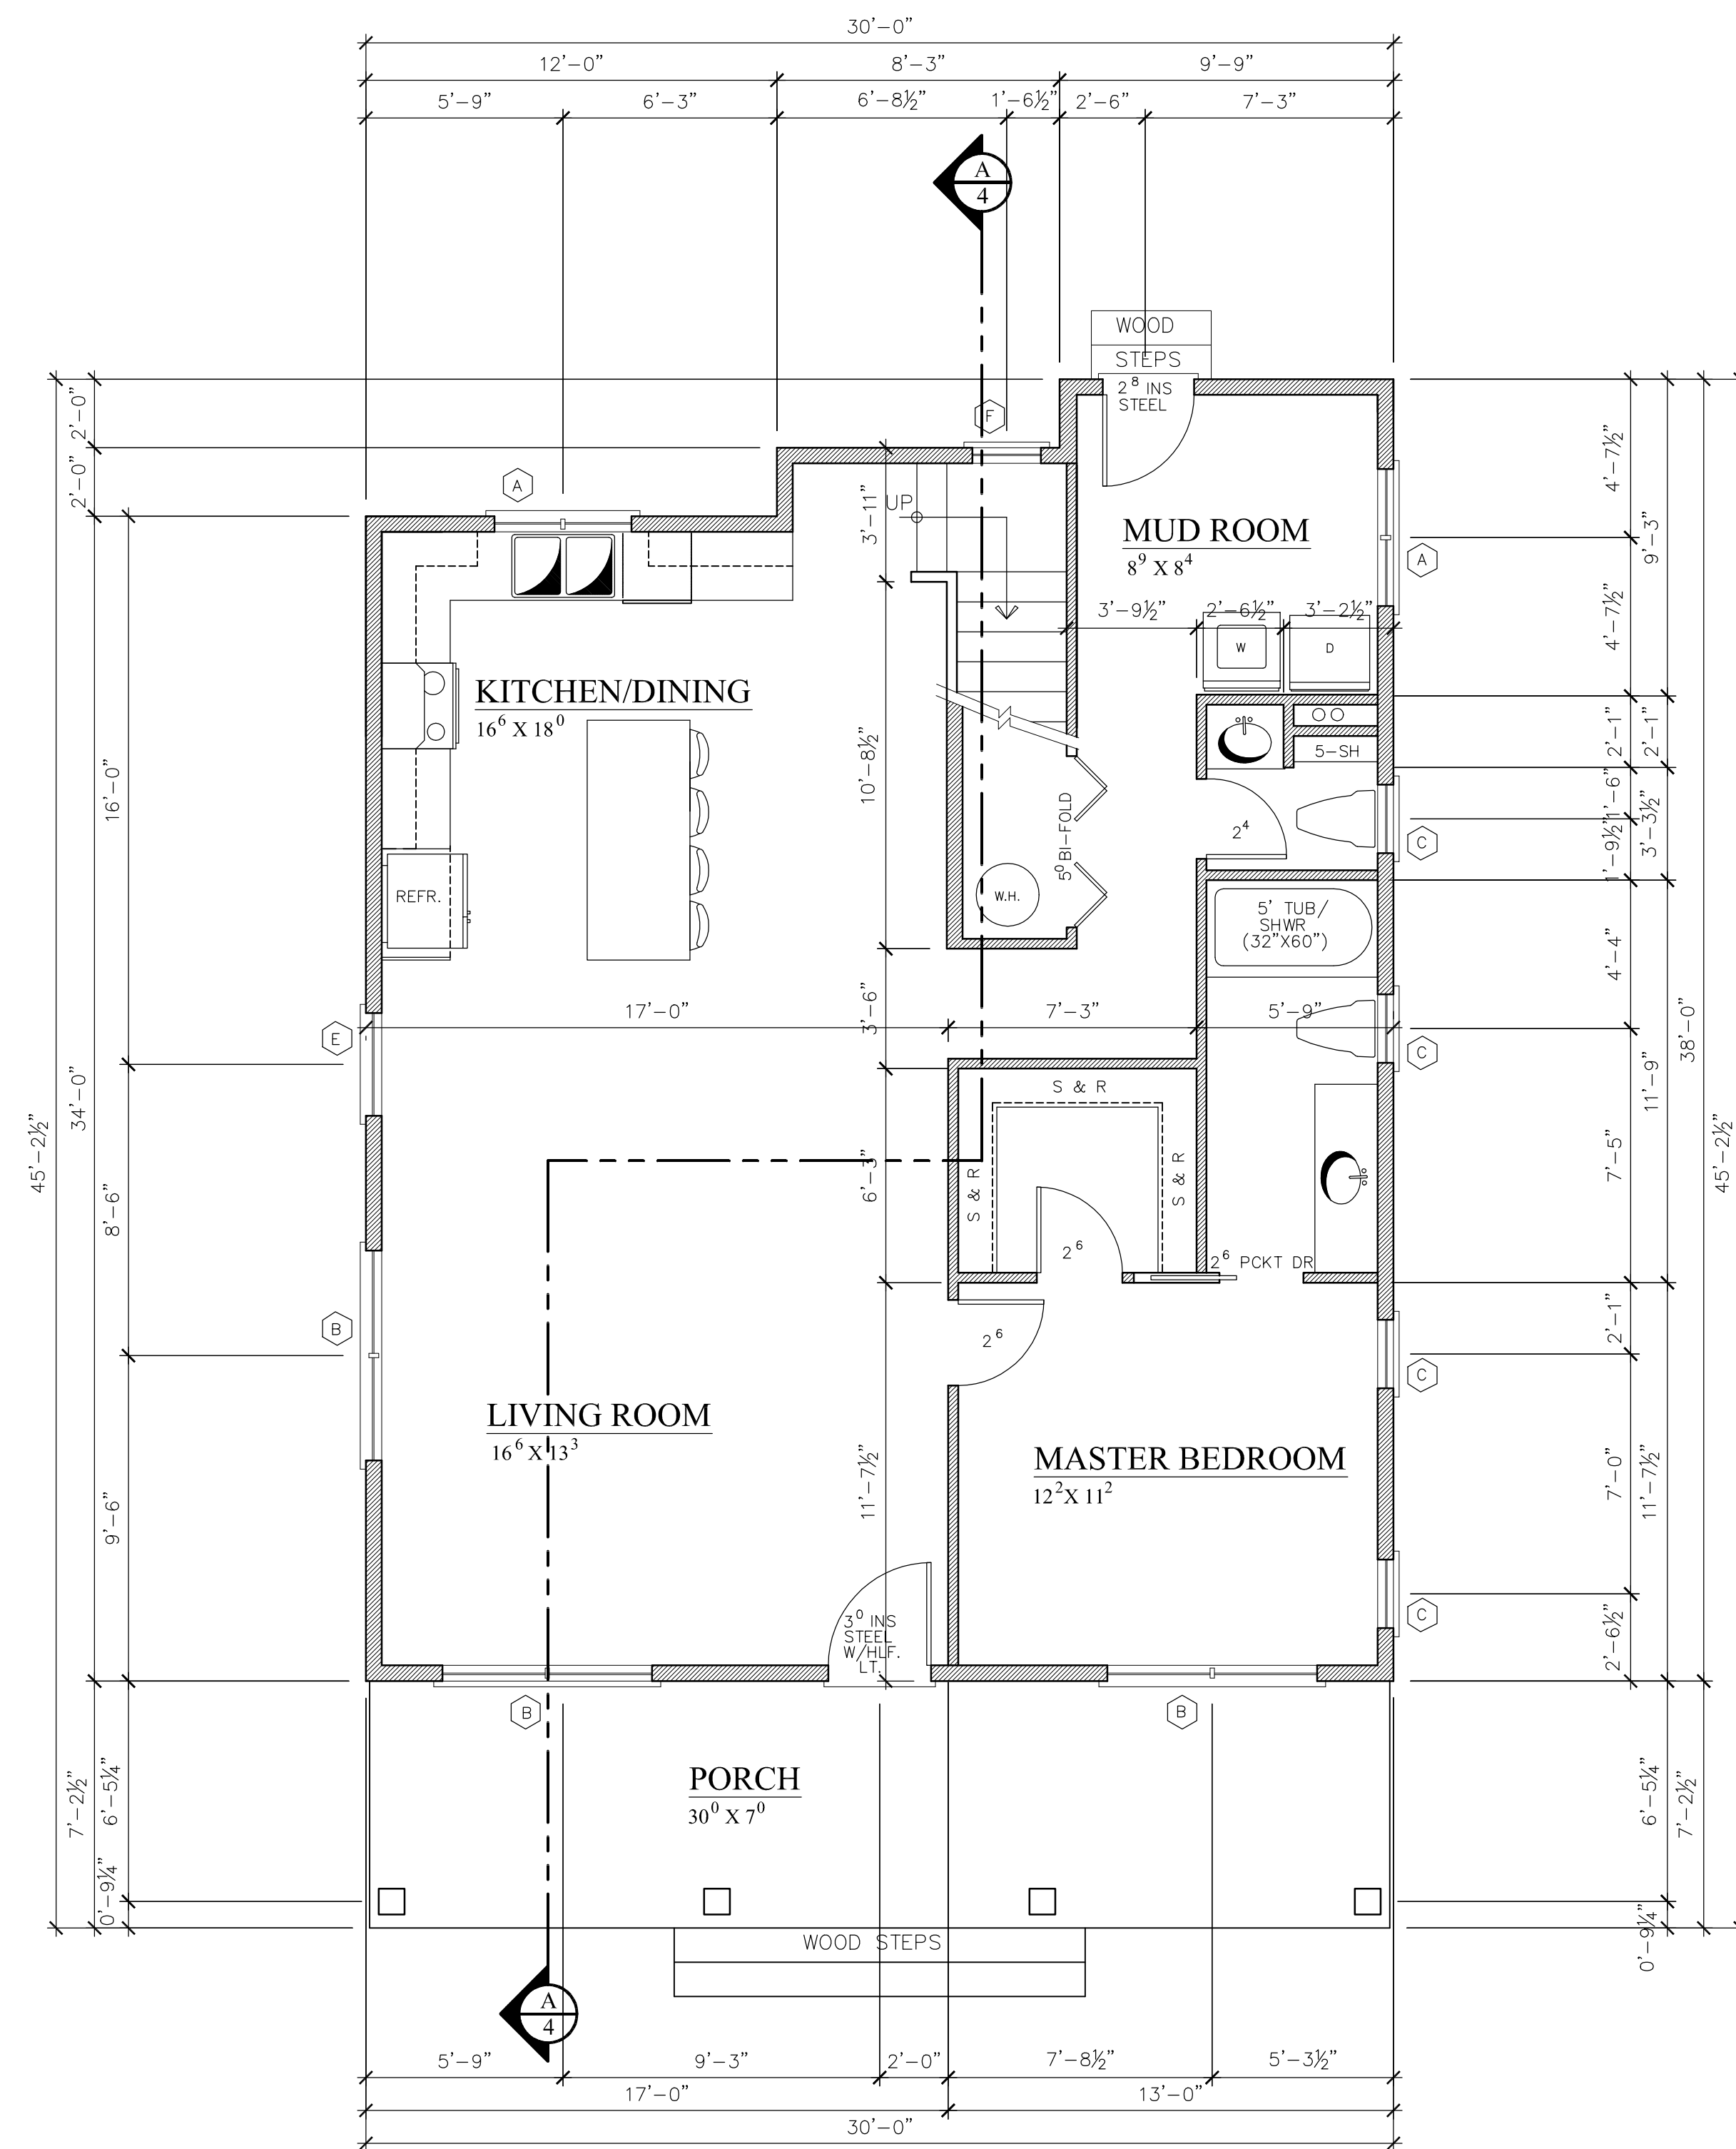 30'-0"
12'-0" 8'-3" 9'-9"
5'-9" 6'-3" 6'-8½" 1'-6½" 2'-6" 7'-3"
A
4
WOOD
STEPS
2⁸ INS
STEEL
F
A
UP
MUD ROOM
8⁹ X 8⁴
A
3'-9½" 2'-6½" 3'-2½"
W
D
KITCHEN/DINING
16⁶ X 18⁰
5-SH
5⁰ BI-FOLD
2⁴
C
W.H.
REFR.
5' TUB/
SHWR
(32"X60")
17'-0" 7'-3" 5'-9"
E
C
S & R
S & R
S & R
2⁶
2⁶ PCKT DR
B
2⁶
C
LIVING ROOM
16⁶ X 13³
MASTER BEDROOM
12² X 11²
3⁰ INS
STEEL
W/HLF.
LT.
C
B
B
PORCH
30⁰ X 7⁰
WOOD STEPS
A
4
5'-9" 9'-3" 2'-0" 7'-8½" 5'-3½"
17'-0" 13'-0"
30'-0"
45'-2½"
2'-0"
34'-0"
7'-2½"
2'-0"
16'-0"
8'-6"
9'-6"
6'-5¼"
0'-9¼"
3'-11"
10'-8½"
3'-6"
6'-3"
11'-7½"
4'-7½"
4'-7½"
2'-1"
1'-6"
1'-9½"
4'-4"
7'-5"
2'-1"
7'-0"
2'-6½"
9'-3"
2'-1"
3'-3½"
11'-9"
11'-7½"
6'-5¼"
0'-9¼"
38'-0"
7'-2½"
45'-2½"